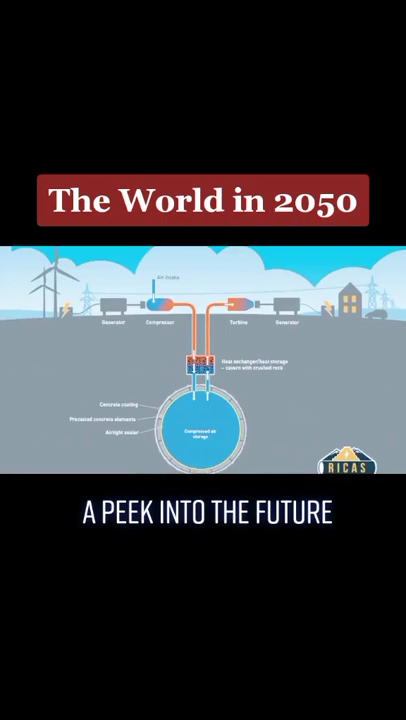 The World in 2050
Air intake
Generator
Compressor
Turbine
Generator
Heat exchanger/heat storage
– cavern with crushed rock
Concrete coating
Precasted concrete elements
Airtight sealer
Compressed air
storage
RICAS
A PEEK INTO THE FUTURE